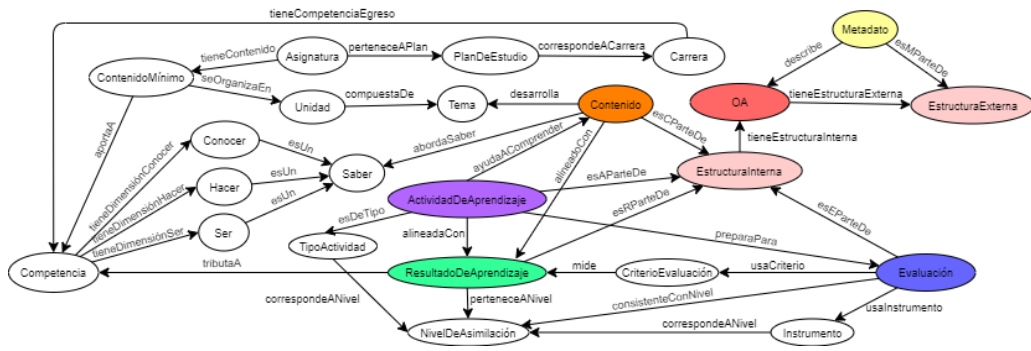 tieneCompetenciaEgreso
Metadato
tieneContenido
Asignatura
perteneceAPlan
PlanDeEstudio
correspondeACarrera
Carrera
describe
esMParteDe
ContenidoMínimo
seOrganizaEn
Unidad
compuestaDe
Tema
desarrolla
Contenido
OA
tieneEstructuraExterna
EstructuraExterna
aportaA
Conocer
esUn
abordaSaber
ayudaAComprender
alineadoCon
esCParteDe
tieneEstructuraInterna
tieneDimensiónConocer
Hacer
esUn
Saber
EstructuraInterna
tieneDimensiónHacer
esUn
ActividadDeAprendizaje
esAParteDe
esRParteDe
esEParteDe
tieneDimensiónSer
Ser
esDeTipo
TipoActividad
alineadaCon
preparaPara
Competencia
tributaA
ResultadoDeAprendizaje
mide
CriterioEvaluación
usaCriterio
Evaluación
correspondeANivel
perteneceANivel
consistenteConNivel
usaInstrumento
NivelDeAsimilación
correspondeANivel
Instrumento